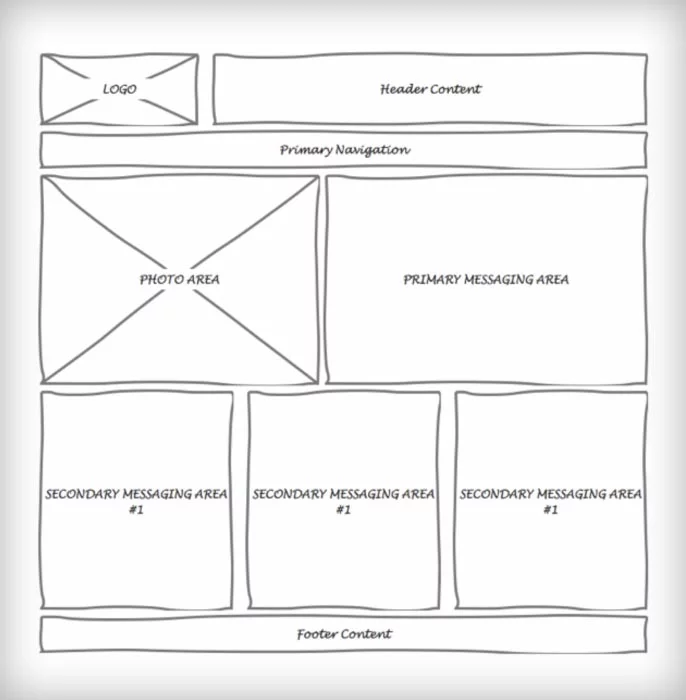 LOGO
Header Content
Primary Navigation
PHOTO AREA
PRIMARY MESSAGING AREA
SECONDARY MESSAGING AREA
#1
SECONDARY MESSAGING AREA
#1
SECONDARY MESSAGING AREA
#1
Footer Content